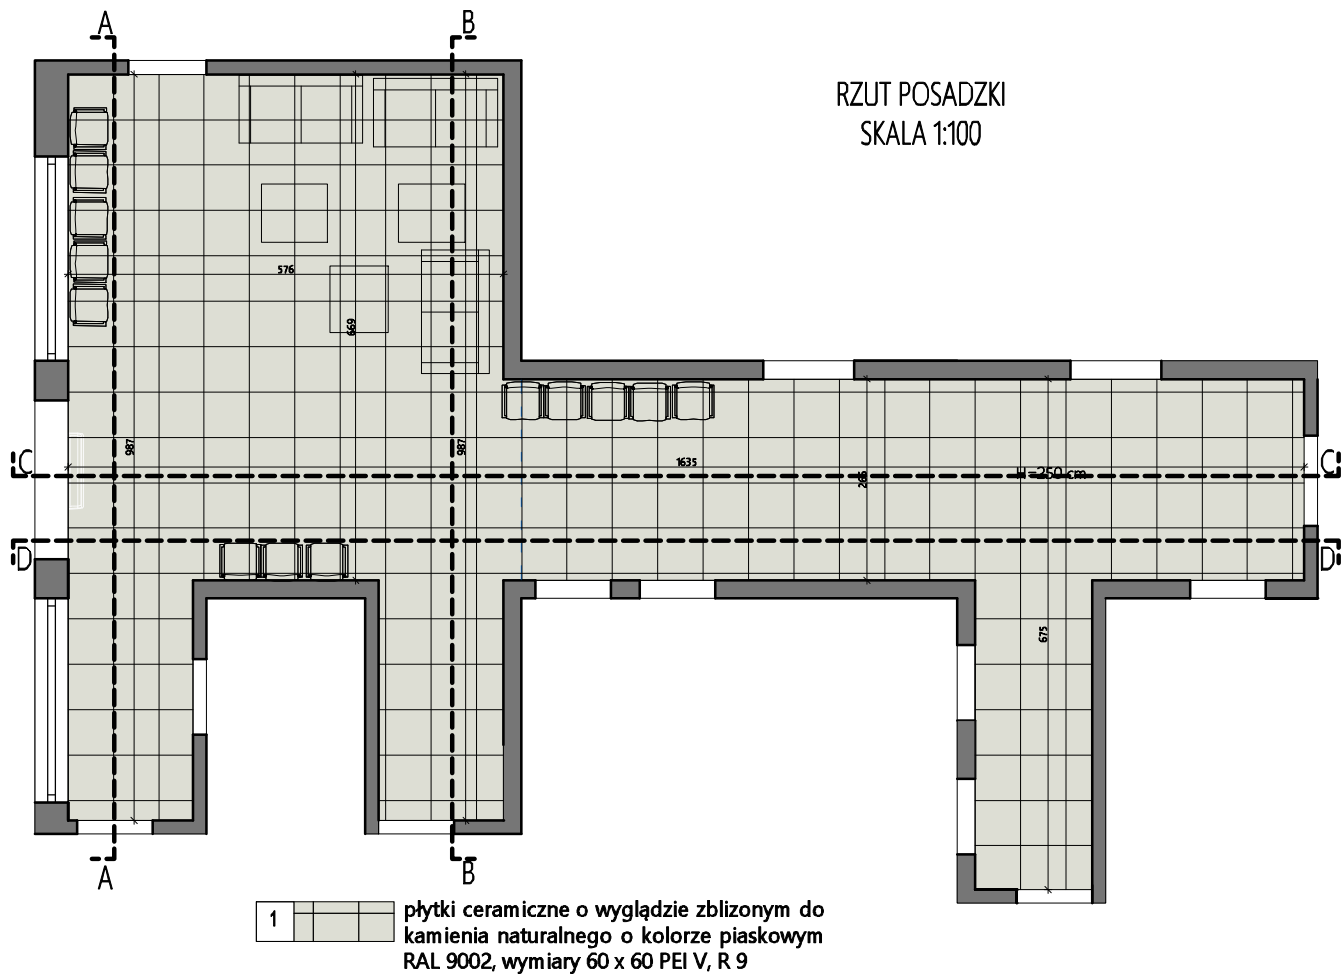 A
B
RZUT POSADZKI
SKALA 1:100
576
669
987
987
C
1635
266
H=250 cm
C
D
D
675
A
B
1
płytki ceramiczne o wyglądzie zblizonym do
kamienia naturalnego o kolorze piaskowym
RAL 9002, wymiary 60 x 60 PEI V, R 9